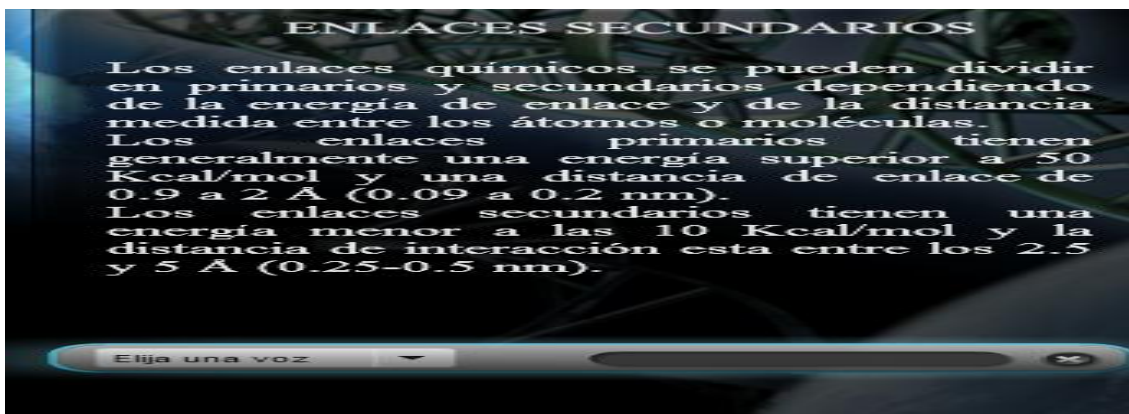 ENLACES SECUNDARIOS
Los enlaces químicos se pueden dividir
en primarios y secundarios dependiendo
de la energía de enlace y de la distancia
medida entre los átomos o moléculas.
Los enlaces primarios tienen
generalmente una energía superior a 50
Kcal/mol y una distancia de enlace de
0.9 a 2 Å (0.09 a 0.2 nm).
Los enlaces secundarios tienen una
energía menor a las 10 Kcal/mol y la
distancia de interacción esta entre los 2.5
y 5 Å (0.25-0.5 nm).
Elija una voz